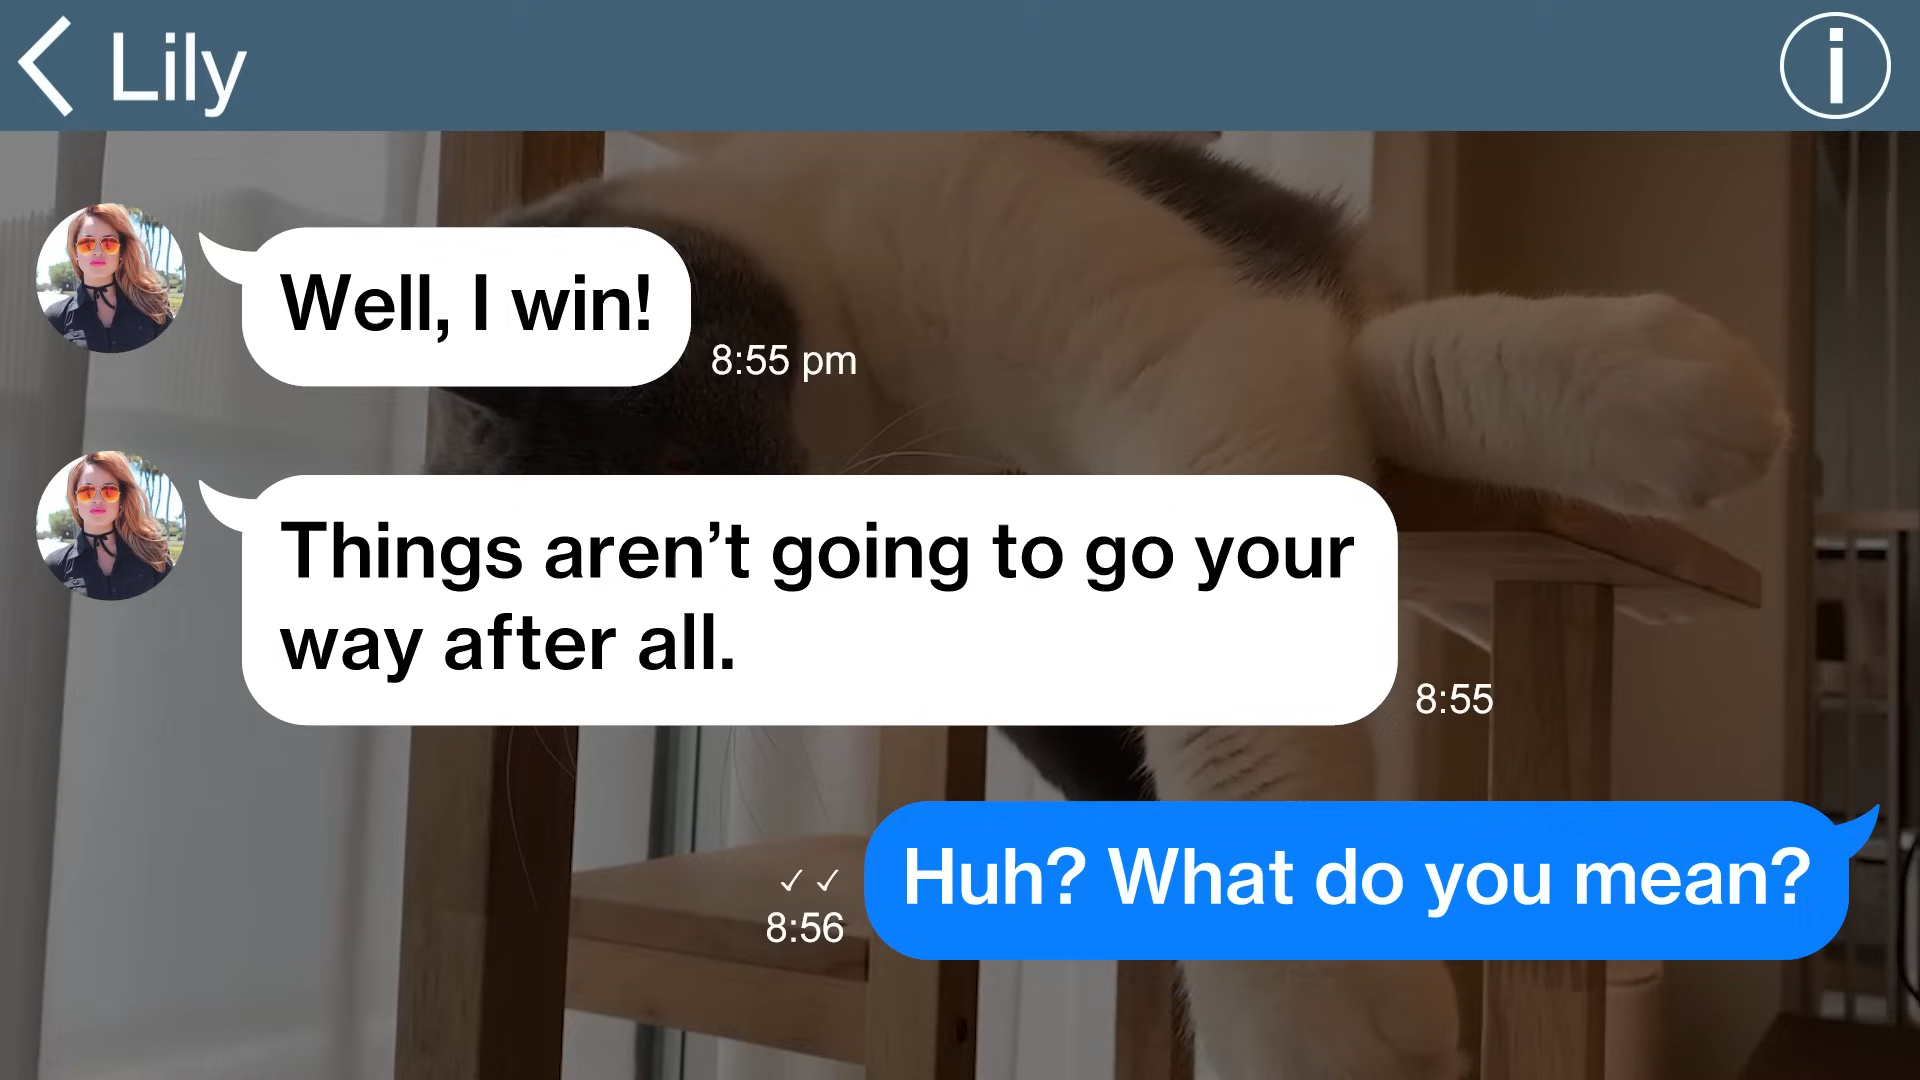 Lily
i
Well, I win!
8:55 pm
Things aren’t going to go your
way after all.
8:55
Huh? What do you mean?
✓ ✓
8:56